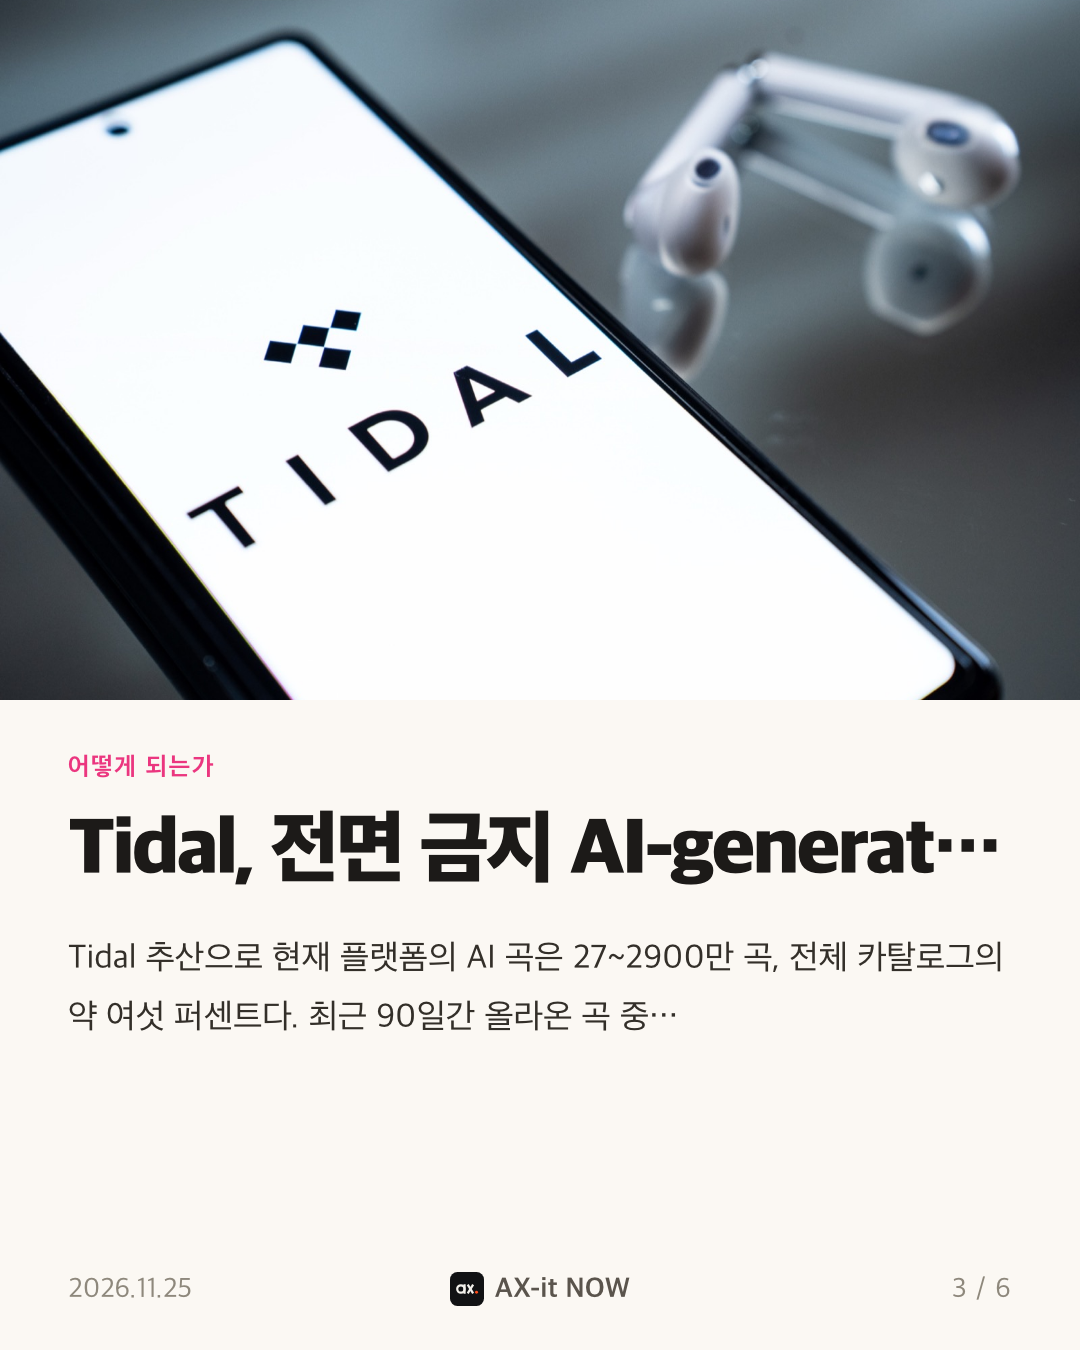 TIDAL
어떻게 되는가
Tidal, 전면 금지 AI-generat…
Tidal 추산으로 현재 플랫폼의 AI 곡은 27~2900만 곡, 전체 카탈로그의
약 여섯 퍼센트다. 최근 90일간 올라온 곡 중…
2026.11.25
ax. AX-it NOW
3 / 6